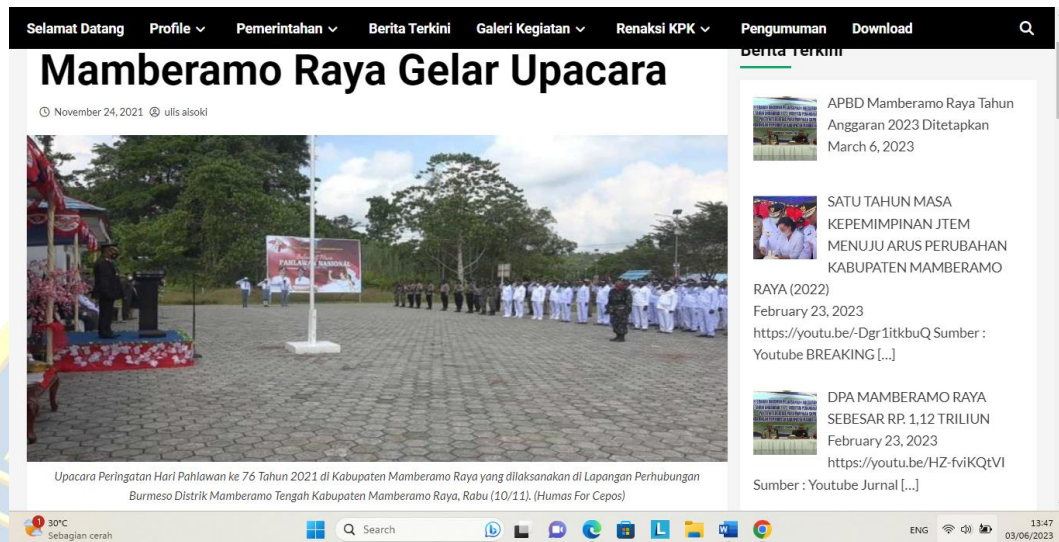 Selamat Datang Profile Pemerintahan Berita Terkini Galeri Kegiatan Renaksi KPK Pengumuman Download
Mamberamo Raya Gelar Upacara
November 24, 2021 ulis aisoki
PAHLAWAN NASIONAL
Upacara Peringatan Hari Pahlawan ke 76 Tahun 2021 di Kabupaten Mamberamo Raya yang dilaksanakan di Lapangan Perhubungan
Burmeso Distrik Mamberamo Tengah Kabupaten Mamberamo Raya, Rabu (10/11). (Humas For Cepos)
Berita Terkini
APBD Mamberamo Raya Tahun
Anggaran 2023 Ditetapkan
March 6, 2023
SATU TAHUN MASA
KEPEMIMPINAN JTEM
MENUJU ARUS PERUBAHAN
KABUPATEN MAMBERAMO
RAYA (2022)
February 23, 2023
https://youtu.be/-Dgr1itkbuQ Sumber :
Youtube BREAKING [...]
DPA MAMBERAMO RAYA
SEBESAR RP. 1,12 TRILIUN
February 23, 2023
https://youtu.be/HZ-fviKQtVI
Sumber : Youtube Jurnal [...]
1
30°C
Sebagian cerah
Search
ENG
13:47
03/06/2023